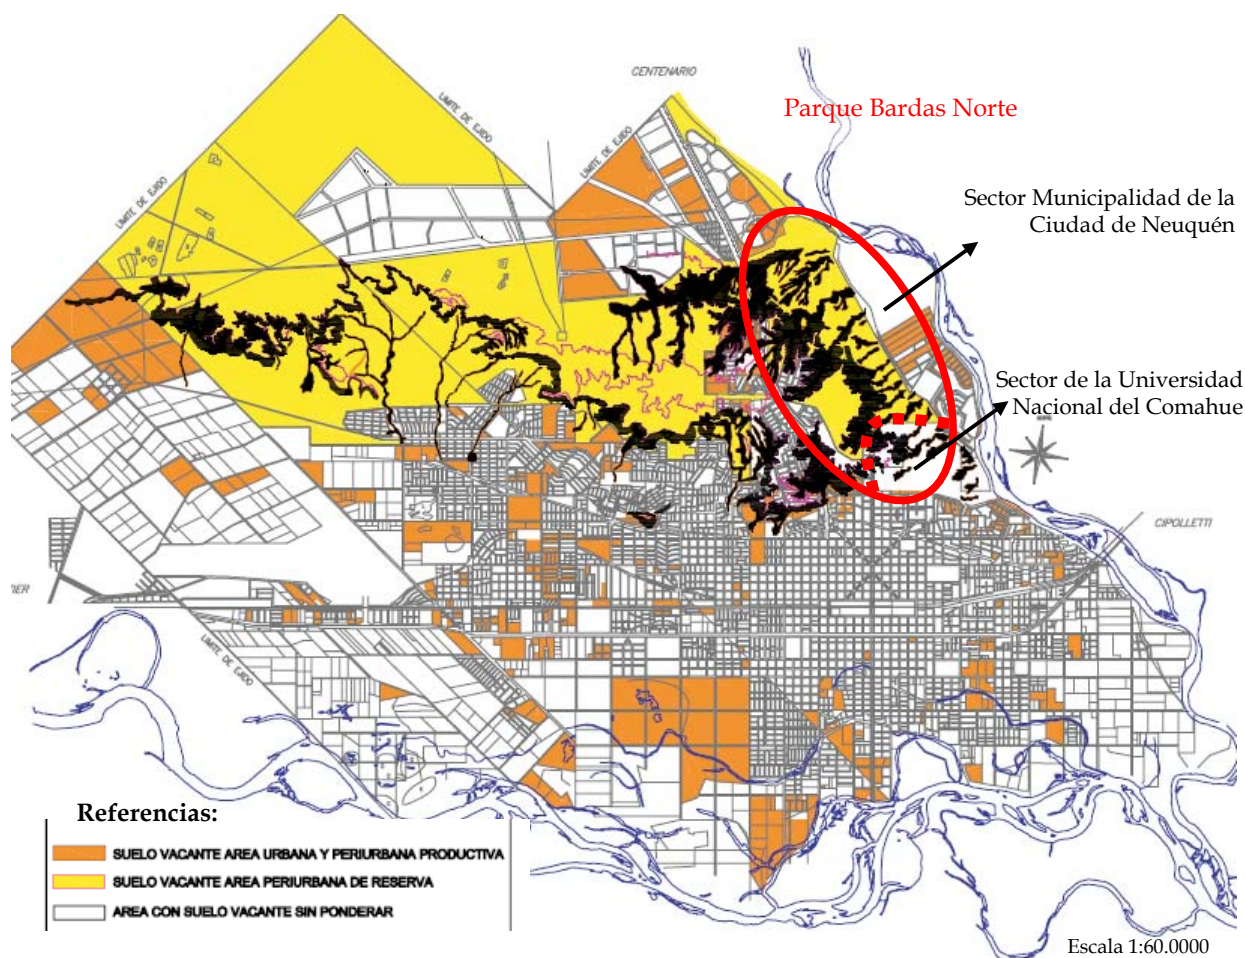 CENTENARIO
LIMITE DE EJIDO
LIMITE DE EJIDO
LIMITE DE EJIDO
Parque Bardas Norte
Sector Municipalidad de la
Ciudad de Neuquén
Sector de la Universidad
Nacional del Comahue
CIPOLLETTI
IER
LIMITE DE EJIDO
Referencias:
SUELO VACANTE AREA URBANA Y PERIURBANA PRODUCTIVA
SUELO VACANTE AREA PERIURBANA DE RESERVA
AREA CON SUELO VACANTE SIN PONDERAR
Escala 1:60.0000